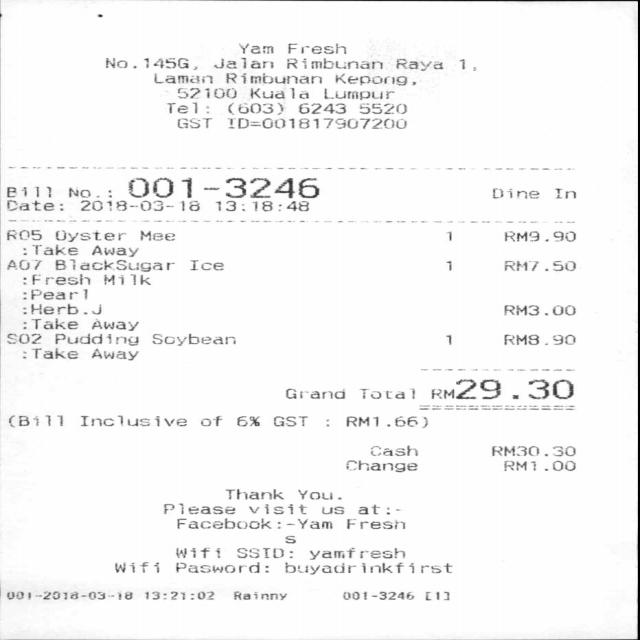 Yam Fresh
No.145G, Jalan Rimbunan Raya 1,
Laman Rimbunan Kepong,
52100 Kuala Lumpur
Tel: (603) 6243 5520
GST ID=001817907200
Bill No.: 001-3246 Dine In
Date: 2018-03-18 13:18:48
R05 Oyster Mee 1 RM9.90
:Take Away
A07 BlackSugar Ice 1 RM7.50
:Fresh Milk
:Pearl
:Herb.J RM3.00
:Take Away
S02 Pudding Soybean 1 RM8.90
:Take Away
Grand Total RM29.30
(Bill Inclusive of 6% GST : RM1.66)
Cash RM30.30
Change RM1.00
Thank You.
Please visit us at:-
Facebook:-Yam Fresh
s
Wifi SSID: yamfresh
Wifi Pasword: buyadrinkfirst
001-2018-03-18 13:21:02 Rainny 001-3246 [1]